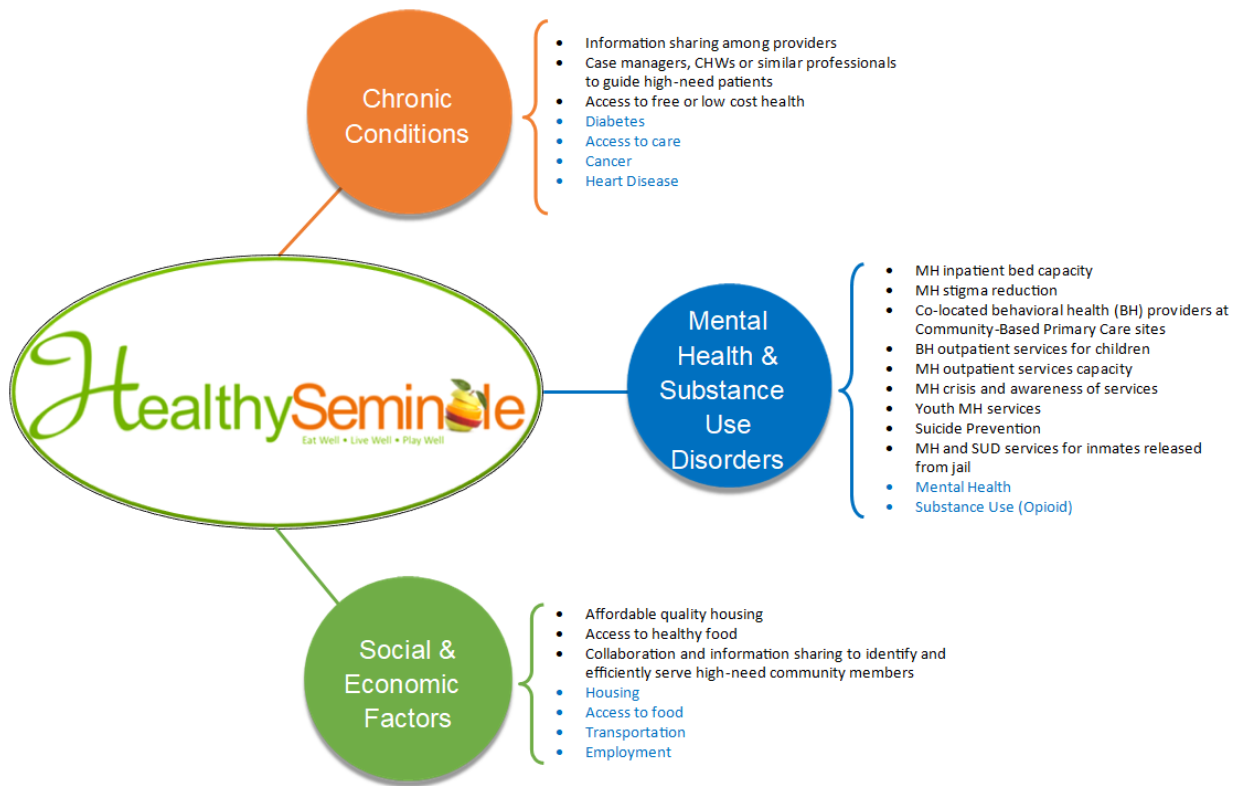 Chronic
Conditions
• Information sharing among providers
• Case managers, CHWs or similar professionals
to guide high-need patients
• Access to free or low cost health
• Diabetes
• Access to care
• Cancer
• Heart Disease
HealthySeminole
Eat Well • Live Well • Play Well
Mental
Health &
Substance
Use
Disorders
• MH inpatient bed capacity
• MH stigma reduction
• Co-located behavioral health (BH) providers at
Community-Based Primary Care sites
• BH outpatient services for children
• MH outpatient services capacity
• MH crisis and awareness of services
• Youth MH services
• Suicide Prevention
• MH and SUD services for inmates released
from jail
• Mental Health
• Substance Use (Opioid)
Social &
Economic
Factors
• Affordable quality housing
• Access to healthy food
• Collaboration and information sharing to identify and
efficiently serve high-need community members
• Housing
• Access to food
• Transportation
• Employment